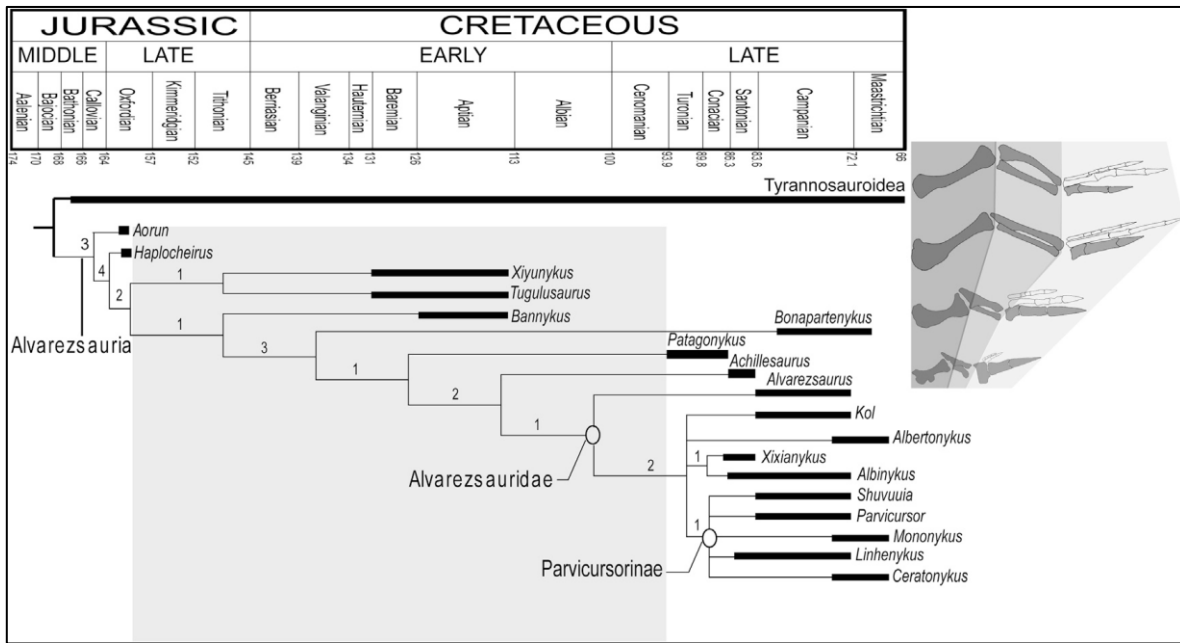 JURASSIC CRETACEOUS
MIDDLE LATE EARLY LATE
Aalenian Bajocian Bathonian Callovian Oxfordian Kimmeridgian Tithonian Berriasian Valanginian Hauterivian Baremian Aptian Albian Cenomanian Turonian Conacian Santonian Campanian Maastrichtian
174 170 168 166 164 157 152 145 139 134 131 126 113 100 93.9 89.8 86.3 83.6 72.1 66
Tyrannosauroidea
3 Aorun
Haplocheirus
4
1 Xiyunykus
2
Tugulusaurus
1 Bannykus
Bonapartenykus
Alvarezsauria
3
Patagonykus
Achillesaurus
1
Alvarezsaurus
2
Kol
1
Albertonykus
Alvarezsauridae
2
1 Xixianykus
Albinykus
Shuvuuia
1 Parvicursor
Mononykus
Parvicursorinae
Linhenykus
Ceratonykus